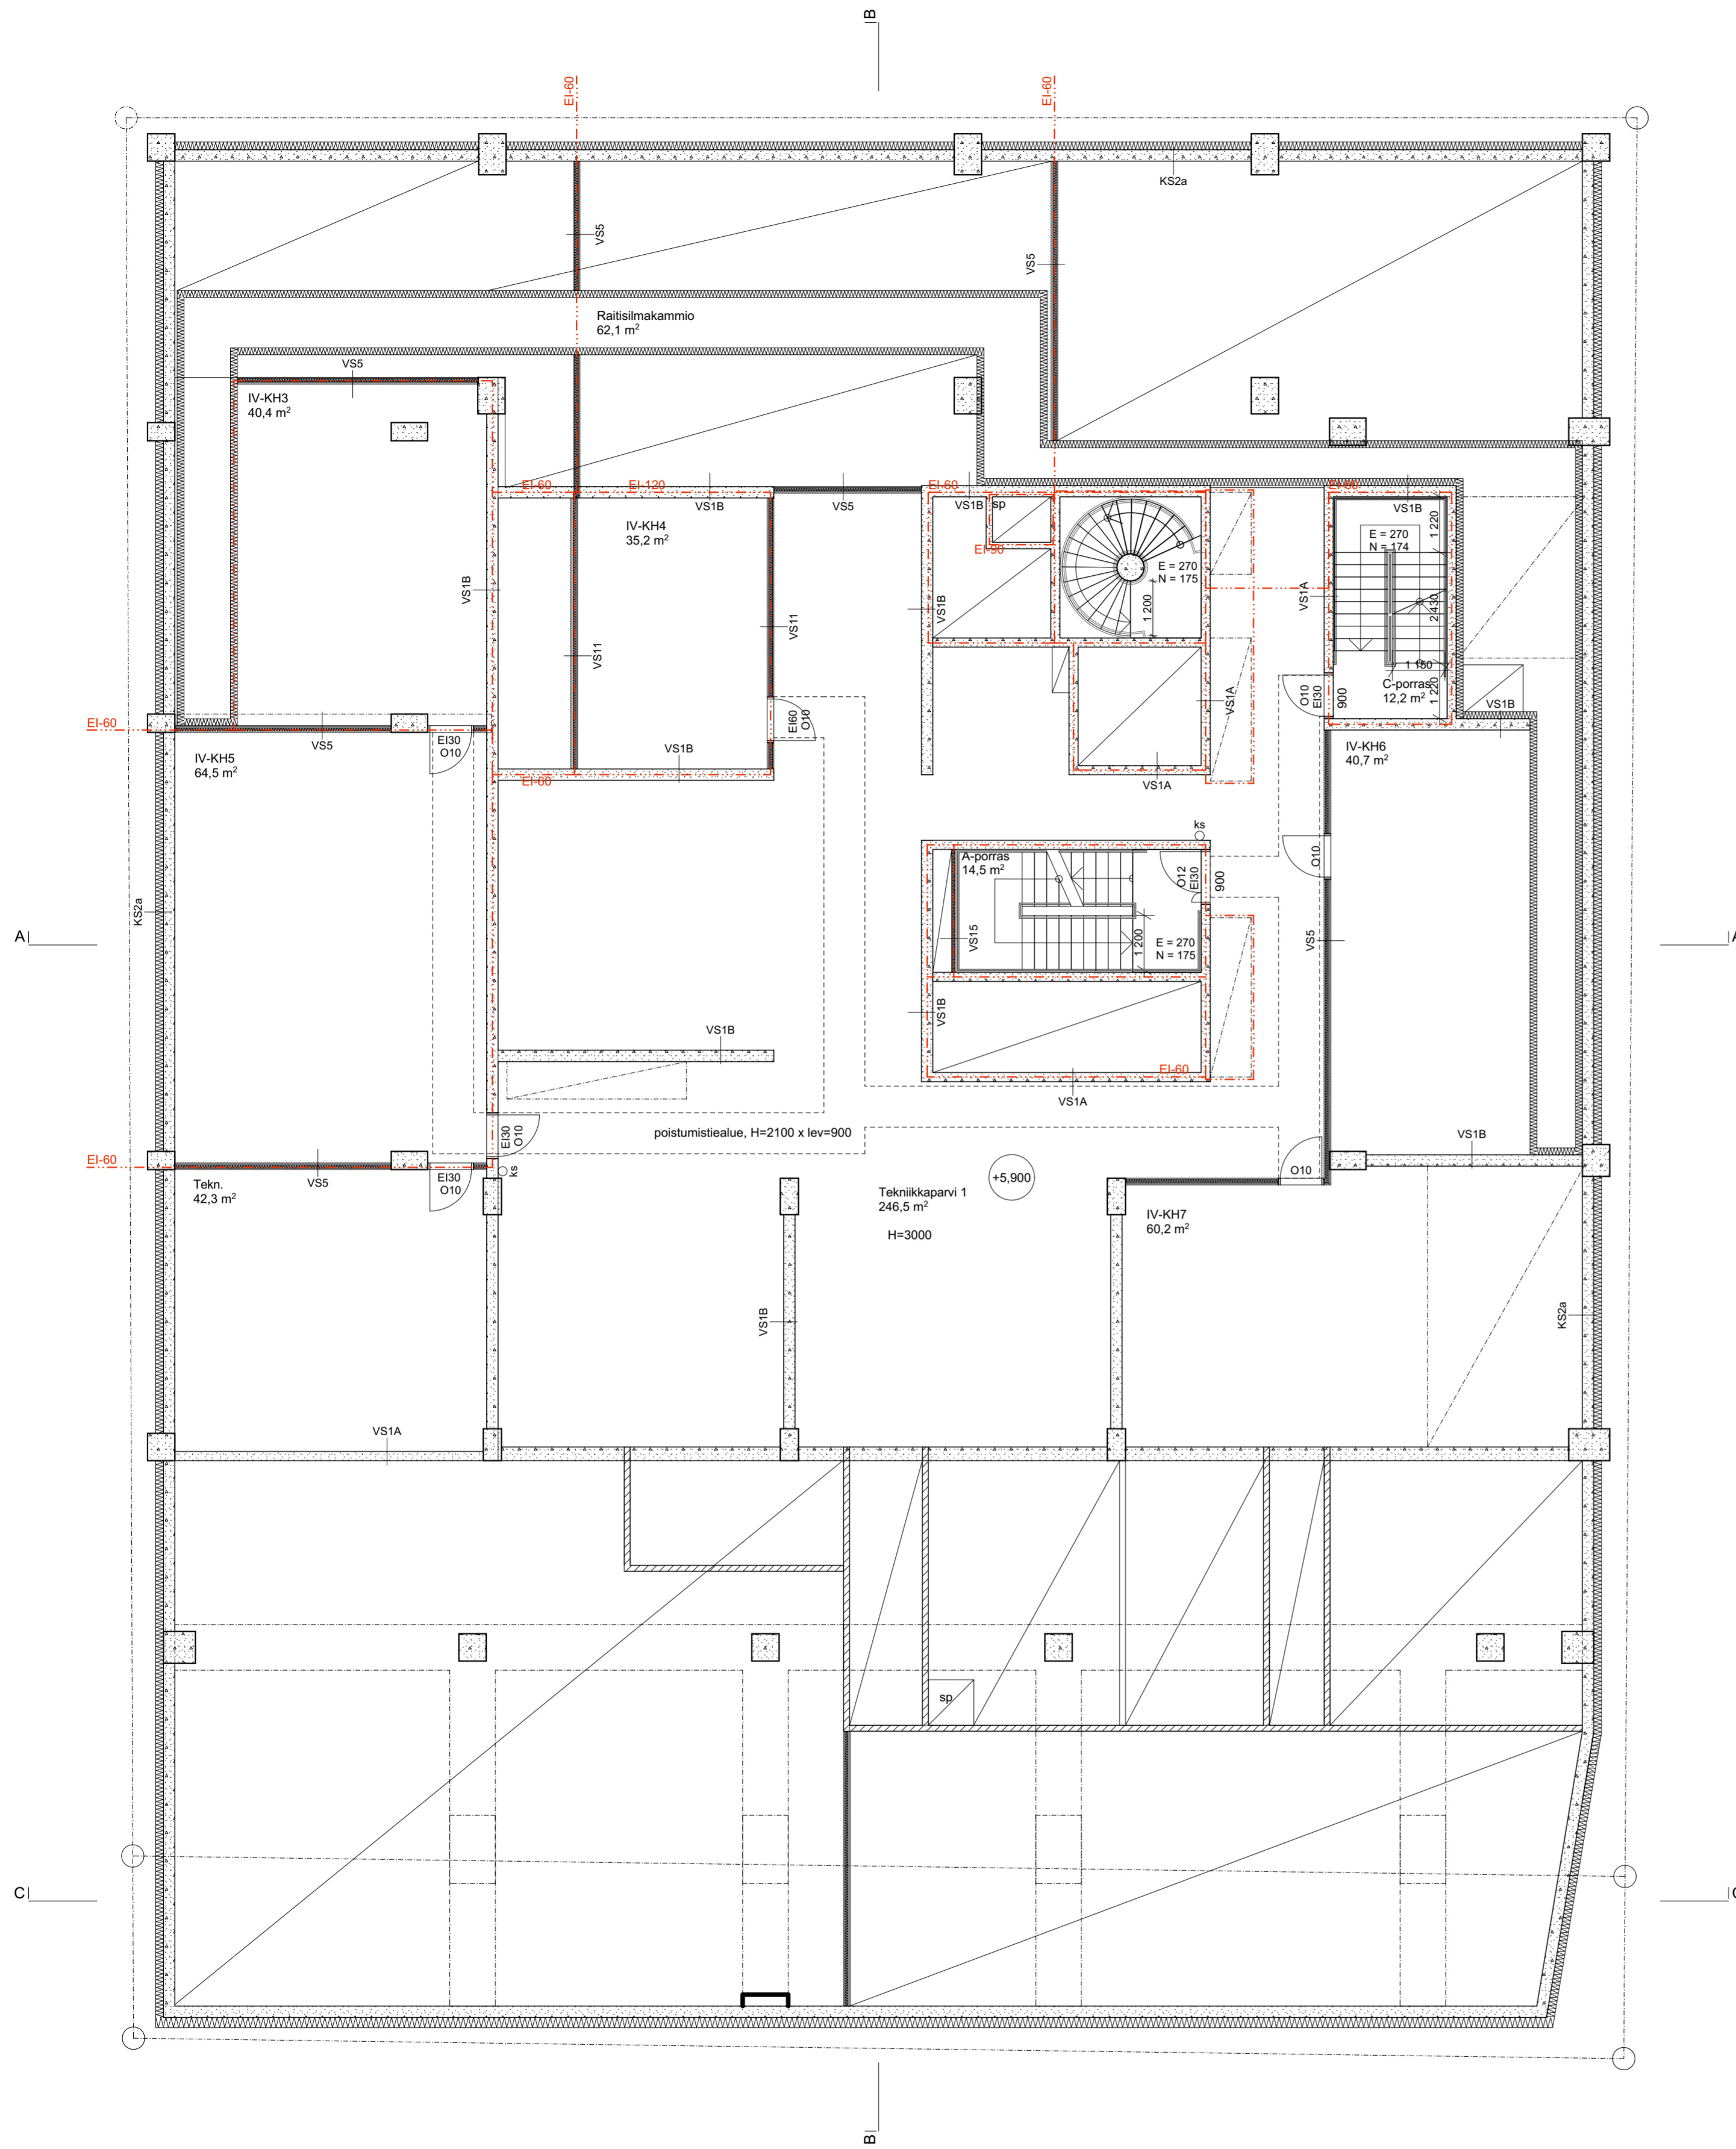 B
EI-60
EI-60
KS2a
VS5
VS5
Raitisilmakammio
62,1 m²
VS5
IV-KH3
40,4 m²
EI-60
EI-120
VS1B
VS5
IV-KH4
35,2 m²
VS1B
VS11
VS11
VS1B
EI60
O10
EI-60
EI-60
VS1B
sp
EI-90
VS1B
E = 270
N = 175
1 200
VS1A
VS1A
EI-60
VS1B
1 220
E = 270
N = 174
VS1A
2 430
1 150
C-porras
12,2 m²
1 220
O10
EI30
900
VS1B
EI-60
VS5
EI30
O10
IV-KH5
64,5 m²
IV-KH6
40,7 m²
ks
A-porras
14,5 m²
O12
EI30
900
O10
VS15
1 200
E = 270
N = 175
VS5
KS2a
A
A
VS1B
EI-60
VS1A
VS1B
poistumistiealue, H=2100 x lev=900
EI30
O10
ks
VS1B
EI-60
VS5
EI30
O10
Tekn.
42,3 m²
Tekniikkaparvi 1
246,5 m²
H=3000
+5,900
O10
IV-KH7
60,2 m²
VS1B
KS2a
VS1A
sp
C
C
B